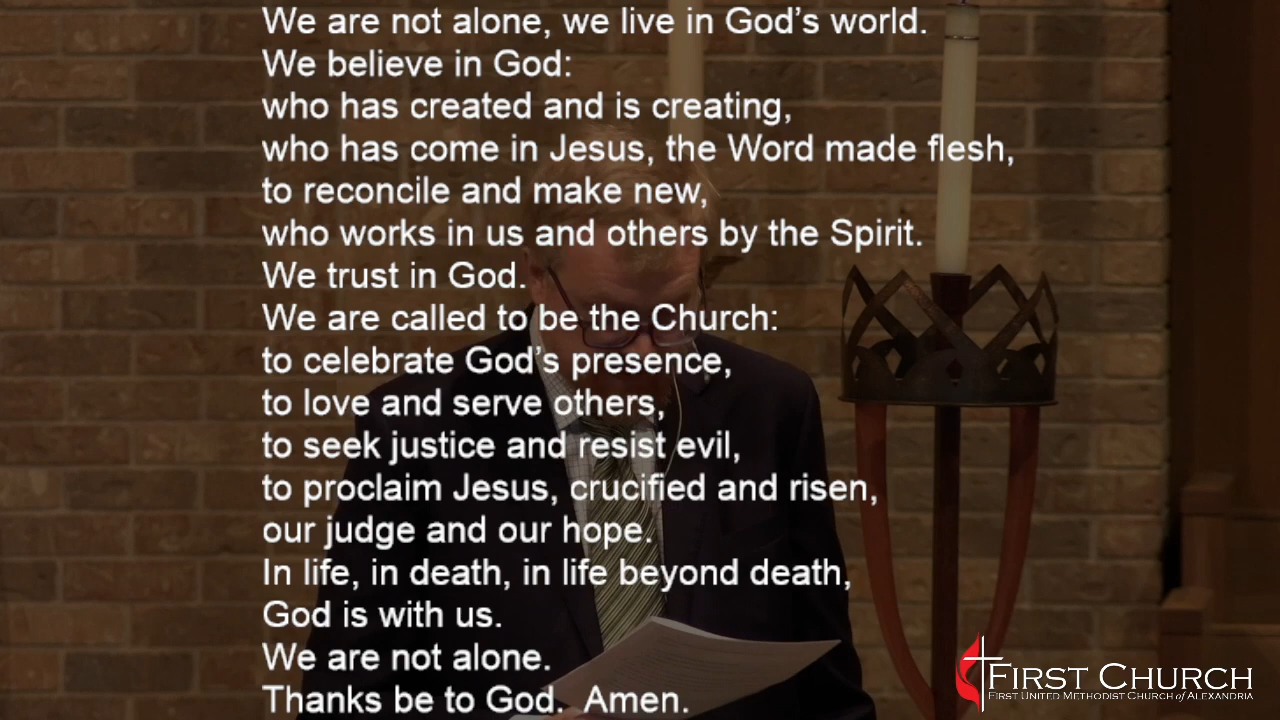 We are not alone, we live in God’s world.
We believe in God:
who has created and is creating,
who has come in Jesus, the Word made flesh,
to reconcile and make new,
who works in us and others by the Spirit.
We trust in God.
We are called to be the Church:
to celebrate God’s presence,
to love and serve others,
to seek justice and resist evil,
to proclaim Jesus, crucified and risen,
our judge and our hope.
In life, in death, in life beyond death,
God is with us.
We are not alone.
Thanks be to God.  Amen.
FIRST CHURCH
FIRST UNITED METHODIST CHURCH of ALEXANDRIA